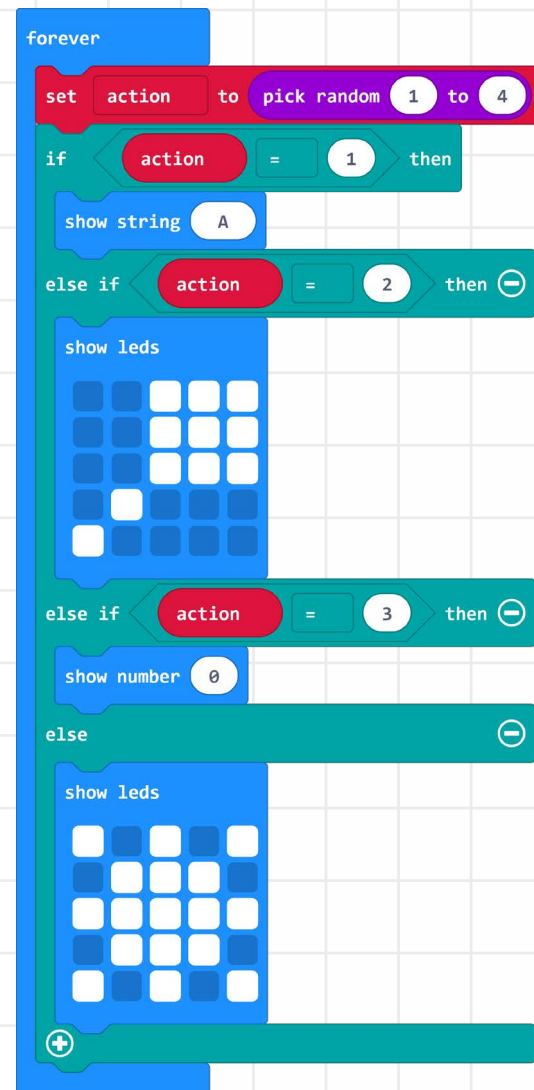 forever
set action to pick random 1 to 4
if action = 1 then
show string A
else if action = 2 then
show leds
else if action = 3 then
show number 0
else
show leds